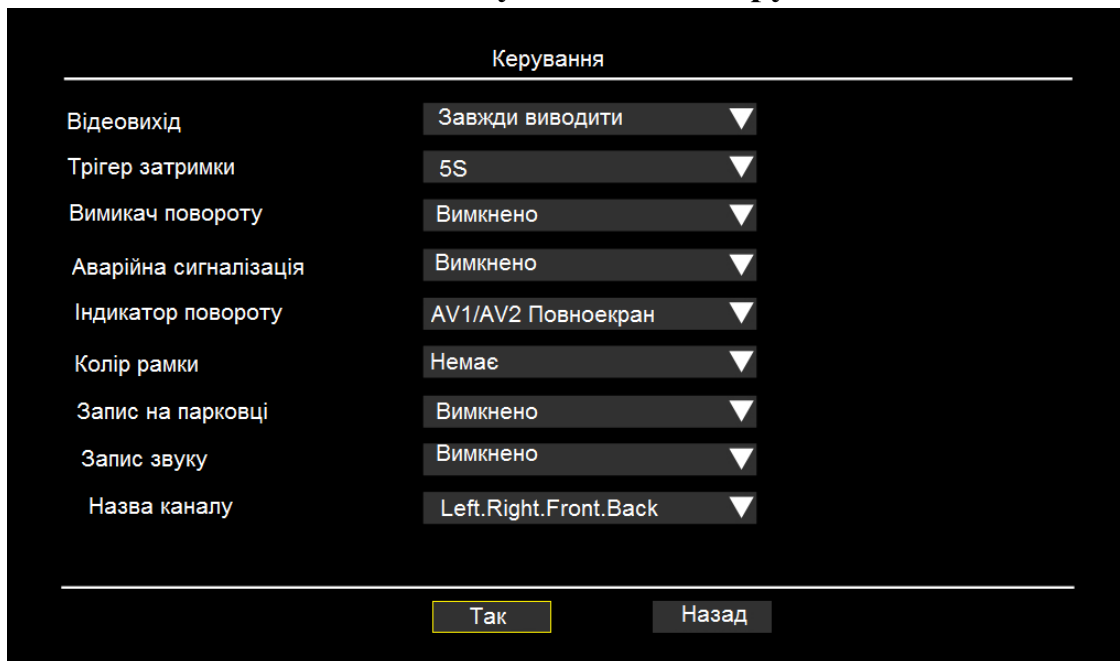 Керування
Відеовихід Завжди виводити
Трігер затримки 5S
Вимикач повороту Вимкнено
Аварійна сигналізація Вимкнено
Індикатор повороту AV1/AV2 Повноекран
Колір рамки Немає
Запис на парковці Вимкнено
Запис звуку Вимкнено
Назва каналу Left.Right.Front.Back
Так Назад